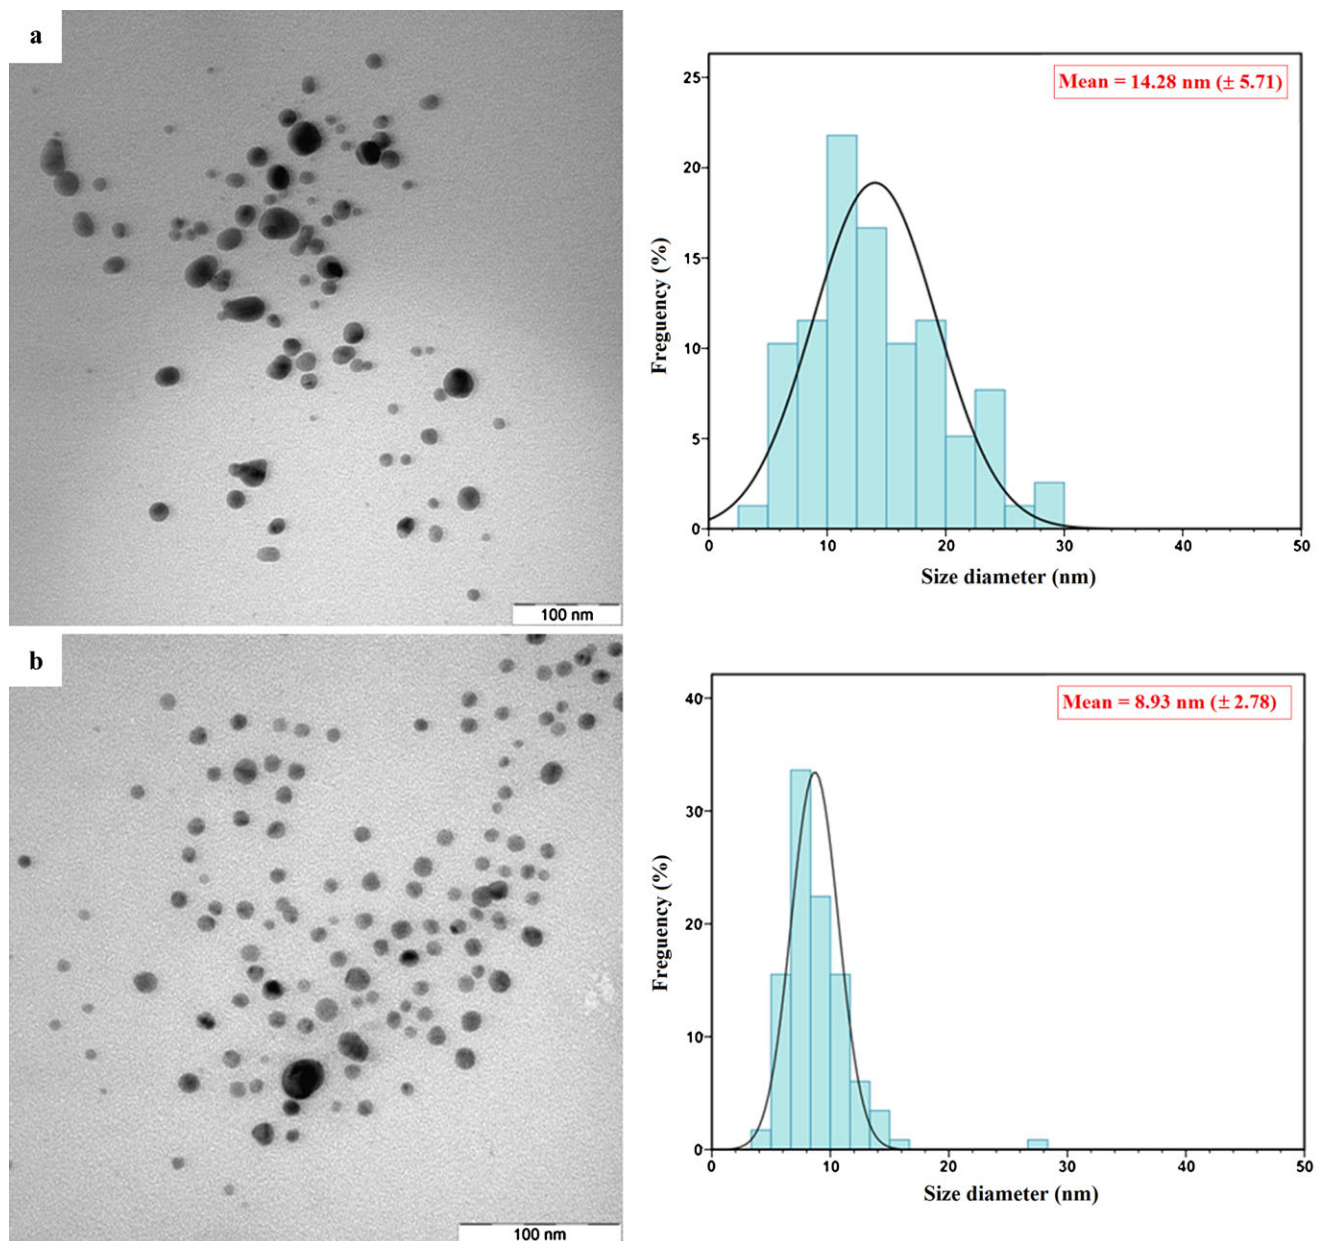 a
100 nm
Mean = 14.28 nm (± 5.71)
25
20
15
10
5
0
Freguency (%)
0 10 20 30 40 50
Size diameter (nm)
b
100 nm
Mean = 8.93 nm (± 2.78)
40
30
20
10
0
Freguency (%)
0 10 20 30 40 50
Size diameter (nm)